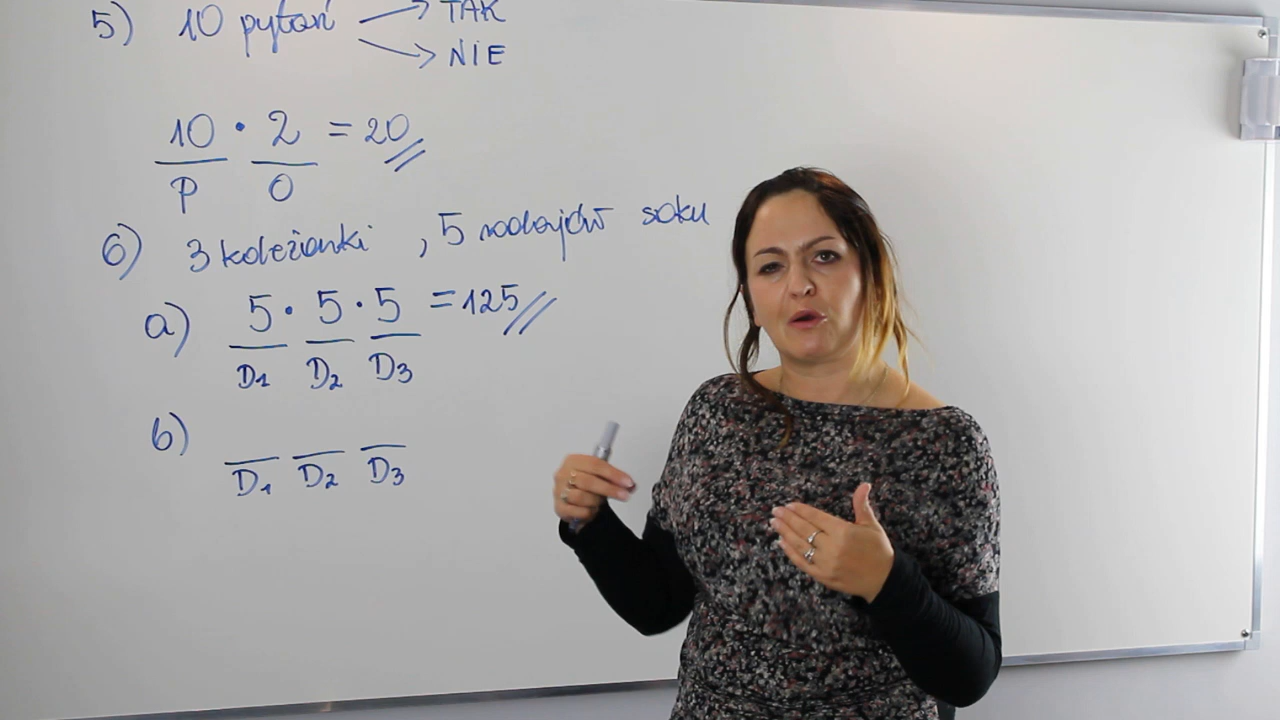 5) 10 pytań → TAK
→ NIE
10 · 2 = 20
P O
6) 3 koleżanki , 5 rodzajów soku
a) 5 · 5 · 5 = 125
D1 D2 D3
b)
D1 D2 D3